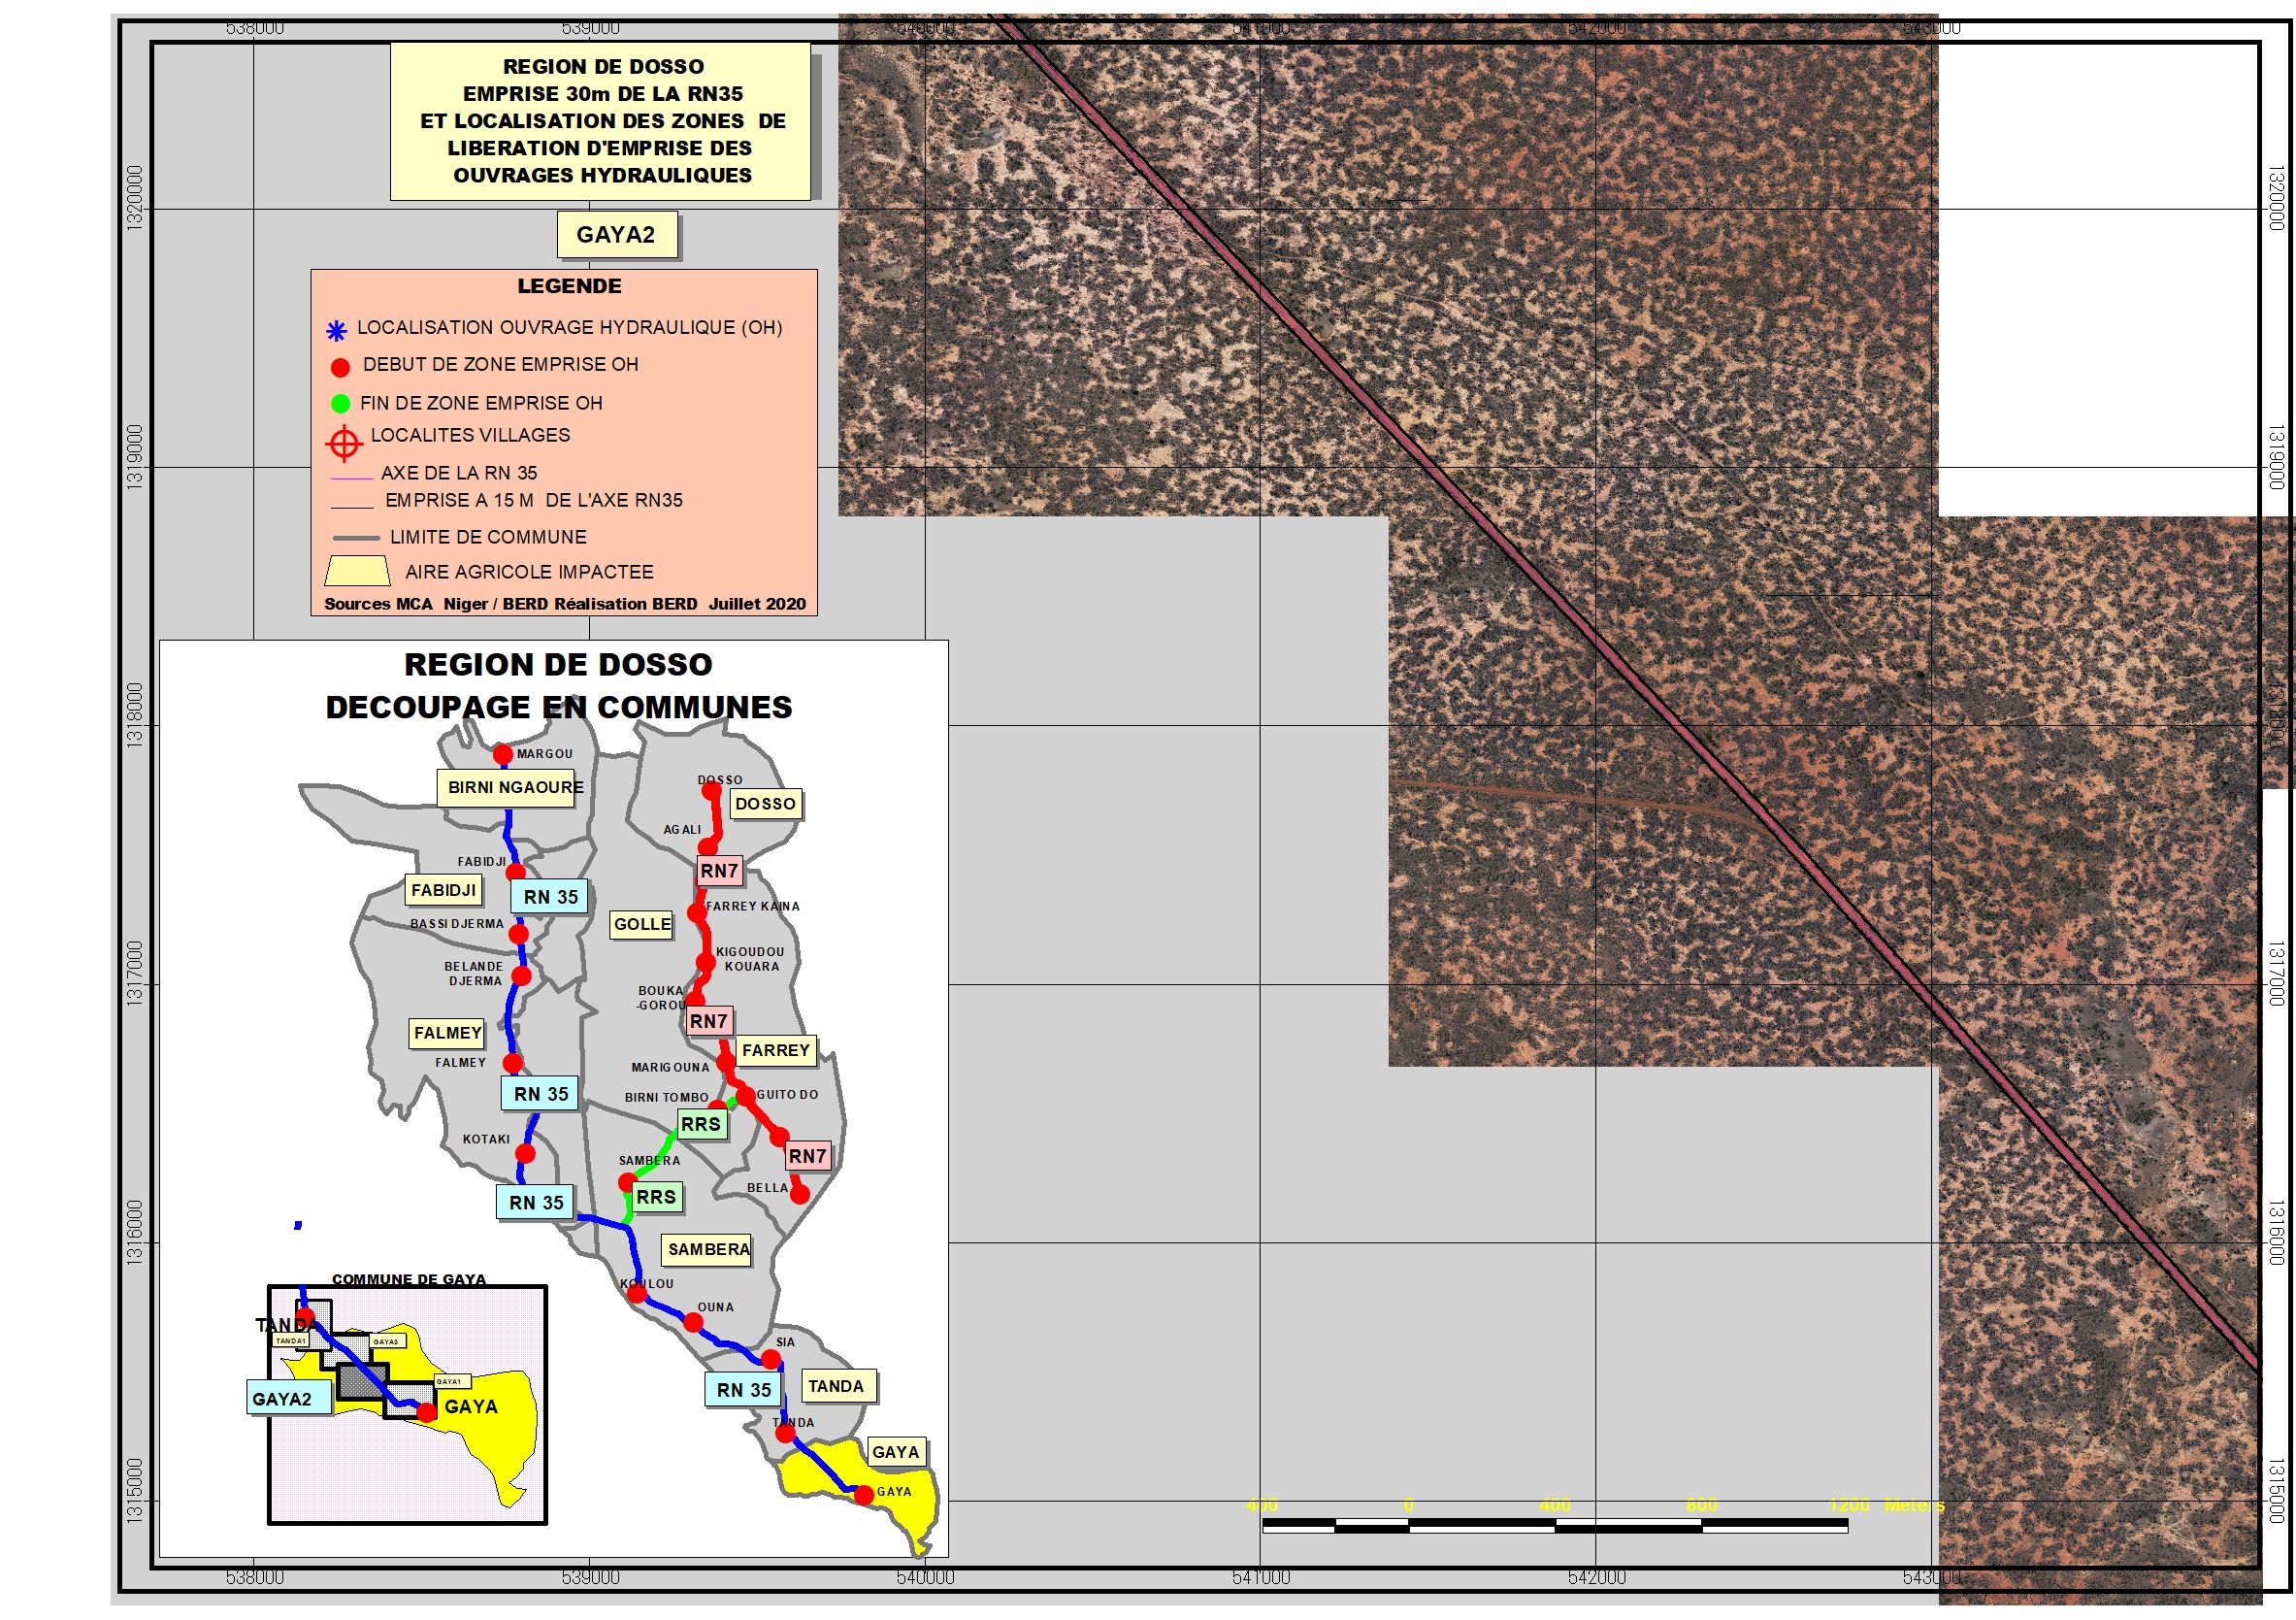 538000
539000
540000
541000
542000
543000
REGION DE DOSSO
EMPRISE 30m DE LA RN35
ET LOCALISATION DES ZONES DE
LIBERATION D'EMPRISE DES
OUVRAGES HYDRAULIQUES
GAYA2
LEGENDE
LOCALISATION OUVRAGE HYDRAULIQUE (OH)
DEBUT DE ZONE EMPRISE OH
FIN DE ZONE EMPRISE OH
LOCALITES VILLAGES
AXE DE LA RN 35
EMPRISE A 15 M DE L'AXE RN35
LIMITE DE COMMUNE
AIRE AGRICOLE IMPACTEE
Sources MCA Niger / BERD Réalisation BERD Juillet 2020
1320000
1319000
1318000
1317000
1316000
1315000
1320000
1319000
1318000
1317000
1316000
1315000
REGION DE DOSSO
DECOUPAGE EN COMMUNES
MARGOU
BIRNI NGAOURE
DOSSO
DOSSO
AGALI
FABIDJI
RN7
FABIDJI
RN 35
FARREY KAINA
GOLLE
BASSI DJERMA
KIGOUDOU
KOUARA
BELANDE
DJERMA
BOUKA
-GOROU
RN7
FALMEY
FARREY
FALMEY
MARIGOUNA
RN 35
BIRNI TOMBO
GUITODO
RRS
KOTAKI
RN7
SAMBERA
BELLA
RRS
RN 35
SAMBERA
KOULOU
OUNA
SIA
RN 35
TANDA
TANDA
GAYA
GAYA
COMMUNE DE GAYA
TANDA
TANDA1
GAYA3
GAYA1
GAYA2
GAYA
400
0
400
800
1200 Meters
538000
539000
540000
541000
542000
543000